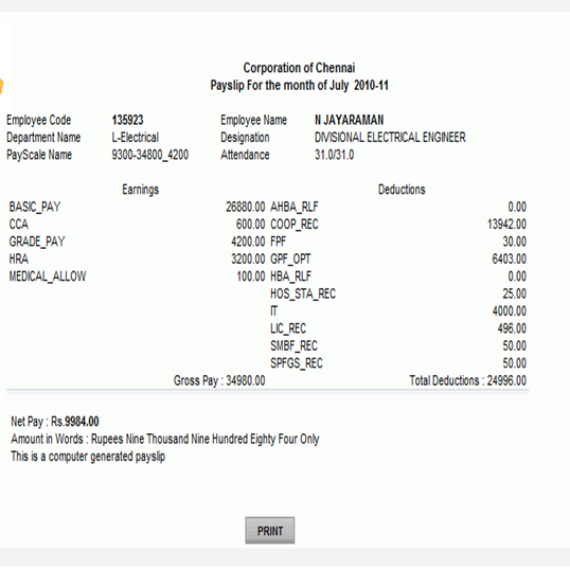 Corporation of Chennai
Payslip For the month of July 2010-11
Employee Code 135923 Employee Name N JAYARAMAN
Department Name L-Electrical Designation DIVISIONAL ELECTRICAL ENGINEER
PayScale Name 9300-34800_4200 Attendance 31.0/31.0
Earnings Deductions
BASIC_PAY 26880.00 AHBA_RLF 0.00
CCA 600.00 COOP_REC 13942.00
GRADE_PAY 4200.00 FPF 30.00
HRA 3200.00 GPF_OPT 6403.00
MEDICAL_ALLOW 100.00 HBA_RLF 0.00
HOS_STA_REC 25.00
IT 4000.00
LIC_REC 496.00
SMBF_REC 50.00
SPFGS_REC 50.00
Gross Pay : 34980.00 Total Deductions : 24996.00
Net Pay : Rs.9984.00
Amount in Words : Rupees Nine Thousand Nine Hundred Eighty Four Only
This is a computer generated payslip
PRINT